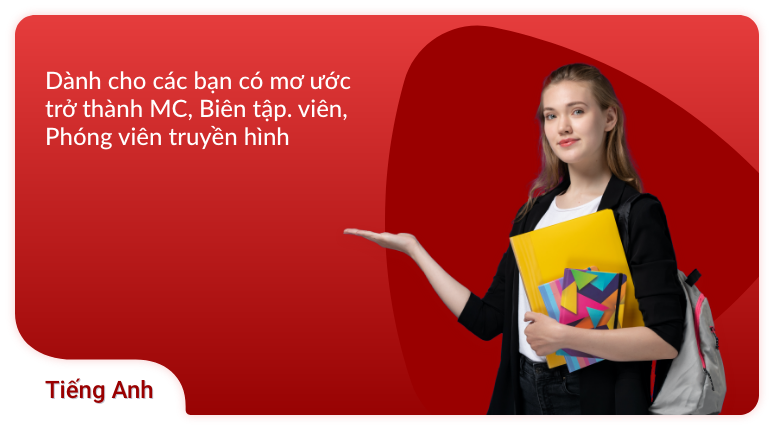 Dành cho các bạn có mơ ước
trở thành MC, Biên tập. viên,
Phóng viên truyền hình
Tiếng Anh